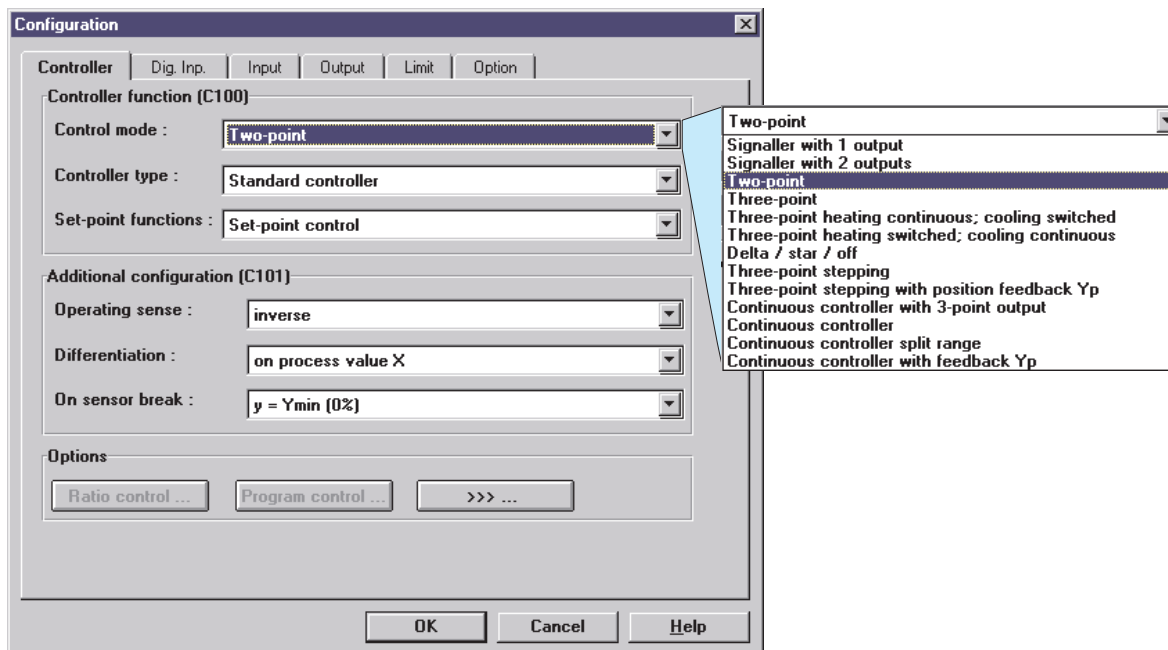 Configuration
Controller Dig. Inp. Input Output Limit Option
Controller function (C100)
Control mode : Two-point
Controller type : Standard controller
Set-point functions : Set-point control
Additional configuration (C101)
Operating sense : inverse
Differentiation : on process value X
On sensor break : y = Ymin (0%)
Options
Ratio control ... Program control ... >>> ...
OK Cancel Help
Two-point
Signaller with 1 output
Signaller with 2 outputs
Two-point
Three-point
Three-point heating continuous; cooling switched
Three-point heating switched; cooling continuous
Delta / star / off
Three-point stepping
Three-point stepping with position feedback Yp
Continuous controller with 3-point output
Continuous controller
Continuous controller split range
Continuous controller with feedback Yp